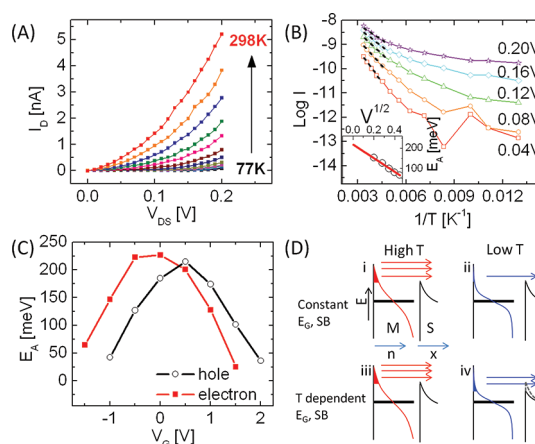 (A)
5
4
3
2
1
0
I_D [nA]
298K
77K
0.0 0.1 0.2
V_DS [V]
(B)
-8
-9
-10
-11
-12
-13
-14
Log I
0.20V
0.16V
0.12V
0.08V
0.04V
V^1/2
0.0 0.2 0.4
200
100
E_A [meV]
0.003 0.006 0.009 0.012
1/T [K^-1]
(C)
250
200
150
100
50
0
E_A [meV]
hole
electron
-1 0 1 2
V_G [V]
(D)
High T Low T
i ii
E
Constant
E_G, SB
M S
n x
iii iv
T dependent
E_G, SB